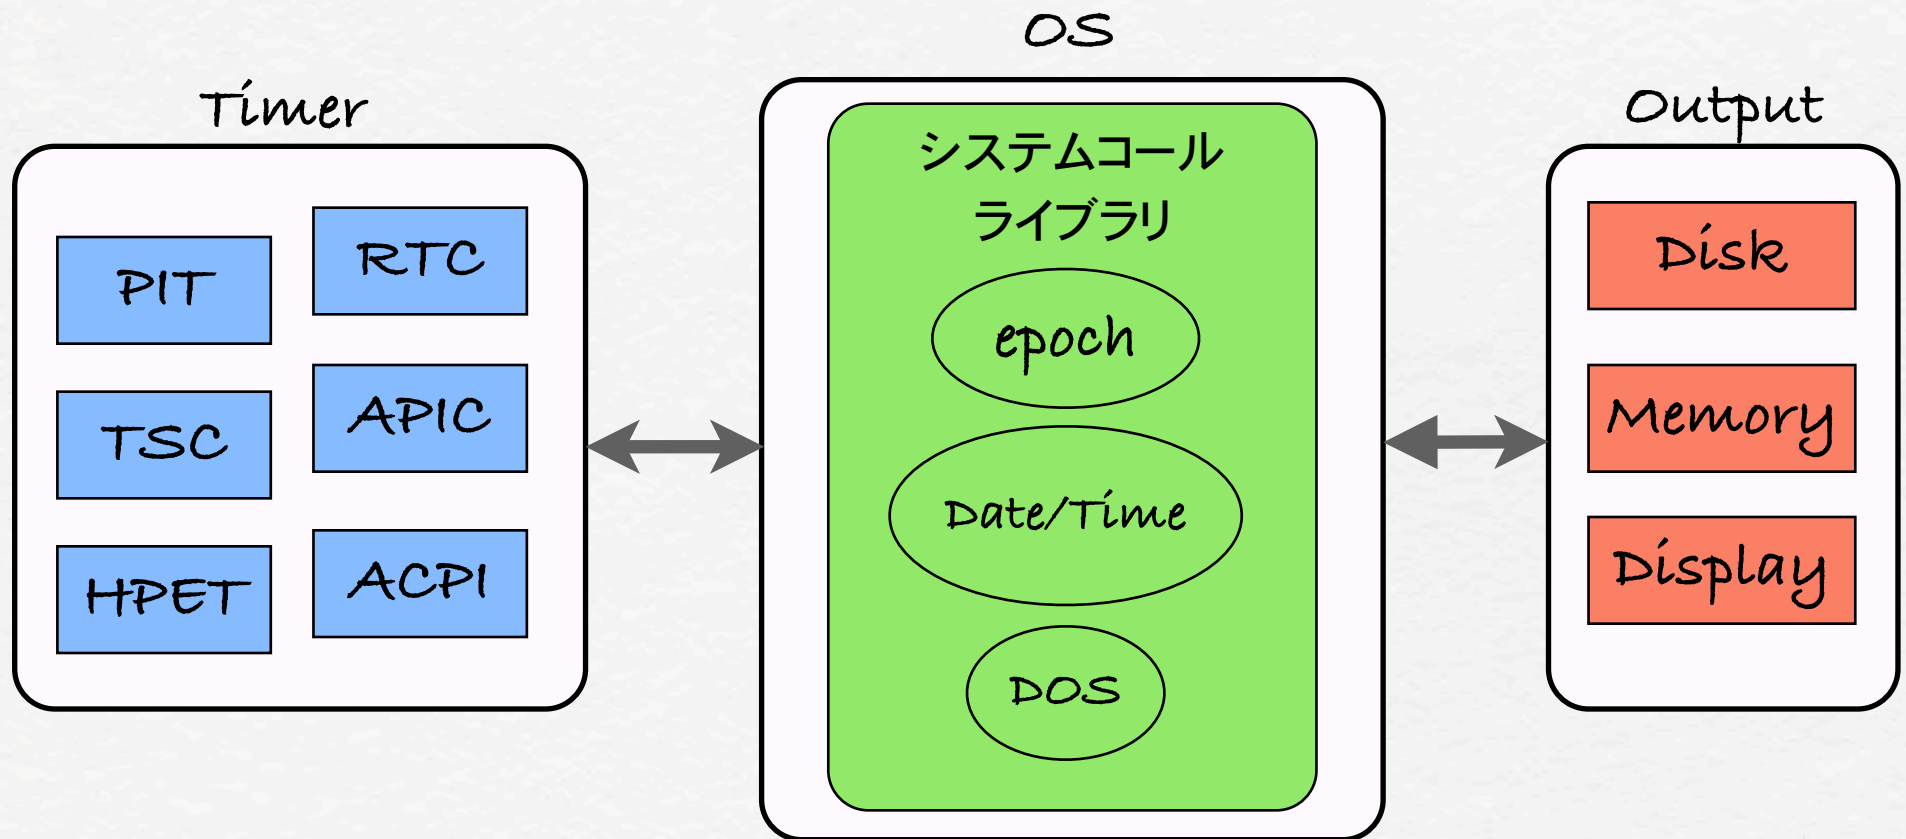 OS
Timer
PIT
RTC
TSC
APIC
HPET
ACPI
システムコール
ライブラリ
epoch
Date/Time
DOS
Output
Disk
Memory
Display